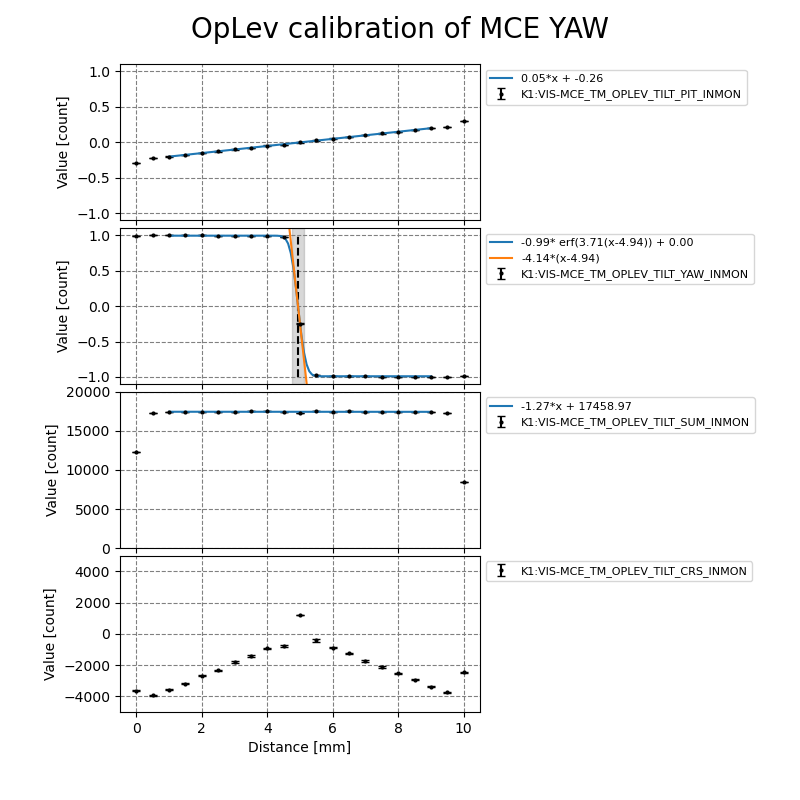 OpLev calibration of MCE YAW
1.0
0.5
0.0
−0.5
−1.0
Value [count]
0.05*x + -0.26
K1:VIS-MCE_TM_OPLEV_TILT_PIT_INMON
1.0
0.5
0.0
−0.5
−1.0
Value [count]
-0.99* erf(3.71(x-4.94)) + 0.00
-4.14*(x-4.94)
K1:VIS-MCE_TM_OPLEV_TILT_YAW_INMON
20000
15000
10000
5000
0
Value [count]
-1.27*x + 17458.97
K1:VIS-MCE_TM_OPLEV_TILT_SUM_INMON
4000
2000
0
−2000
−4000
Value [count]
K1:VIS-MCE_TM_OPLEV_TILT_CRS_INMON
0 2 4 6 8 10
Distance [mm]